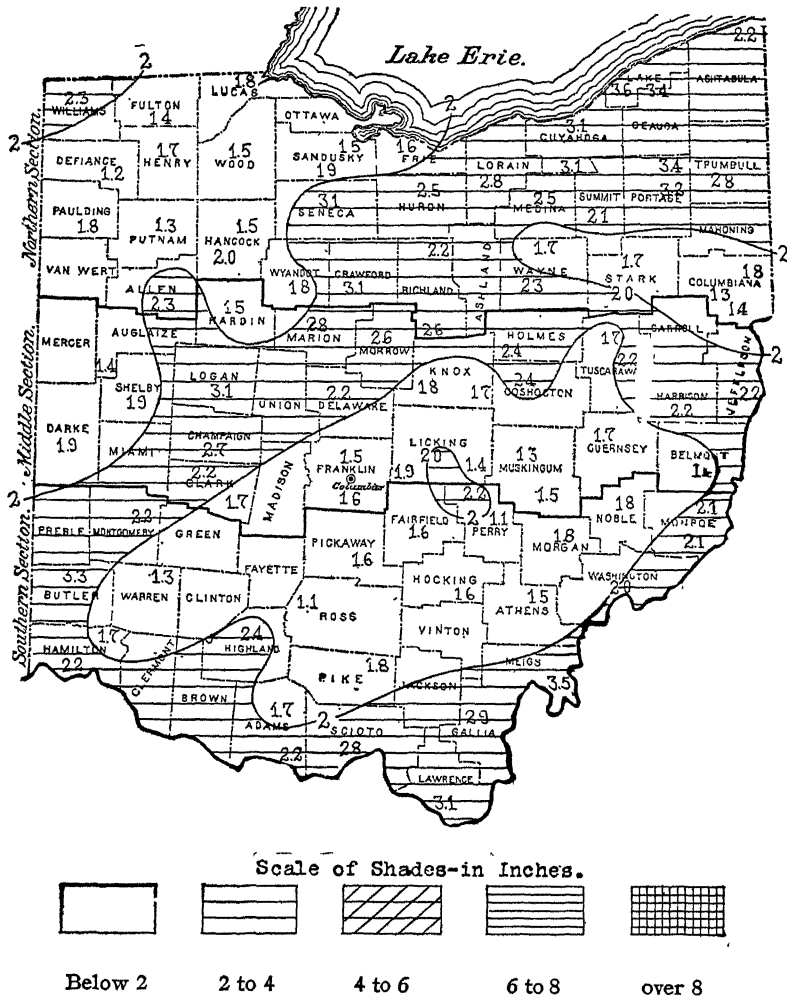 Lake Erie.
2
2.2
LAKE
ASHTABULA
3.6 3.4
1.8
LUCAS
2.3
WILLIAMS
FULTON
1.4
2
2
OTTAWA
3.1
CUYAHOGA
GEAUGA
1.5
SANDUSKY
1.9
1.6
ERIE
DEFIANCE
1.2
1.7
HENRY
1.5
WOOD
LORAIN
2.8
3.1
3.4
TRUMBULL
2.8
2.5
HURON
2.5
MEDINA
SUMMIT
2.1
3.2
PORTAGE
PAULDING
1.8
1.3
PUTNAM
1.5
HANCOCK
2.0
3.1
SENECA
MAHONING
2
VAN WERT
ALLEN
2.3
WYANDOT
1.8
CRAWFORD
3.1
2.2
RICHLAND
ASHLAND
1.7
WAYNE
2.3
1.7
STARK
2.0
1.8
COLUMBIANA
1.3
1.4
Northern Section.
MERCER
AUGLAIZE
1.5
HARDIN
2.8
MARION
2.6
MORROW
2.6
HOLMES
2.4
1.7
CARROLL
2.2
TUSCARAWA
2
JEFFERSON
2.2
1.4
SHELBY
1.9
LOGAN
3.1
UNION
2.2
DELAWARE
KNOX
1.8
1.7
2.4
COSHOCTON
HARRISON
2.2
Middle Section.
DARKE
1.9
MIAMI
CHAMPAIGN
2.7
2.2
CLARK
1.7
MADISON
1.5
FRANKLIN
Columbus
1.6
LICKING
2.0
1.4
1.9
1.3
MUSKINGUM
1.5
1.7
GUERNSEY
BELMONT
2
PREBLE
2.2
MONTGOMERY
GREEN
2.2
2
1.1
PERRY
FAIRFIELD
1.6
1.8
NOBLE
2.1
MONROE
2.1
PICKAWAY
1.6
1.8
MORGAN
Southern Section.
3.3
BUTLER
1.3
WARREN
CLINTON
FAYETTE
HOCKING
1.6
1.5
ATHENS
WASHINGTON
2.0
1.1
ROSS
VINTON
1.7
HAMILTON
2.2
CLERMONT
2.4
HIGHLAND
1.8
PIKE
JACKSON
MEIGS
3.5
BROWN
1.7
ADAMS
2
SCIOTO
2.8
2.9
GALLIA
2.2
LAWRENCE
3.1
Scale of Shades-in Inches.
Below 2 2 to 4 4 to 6 6 to 8 over 8